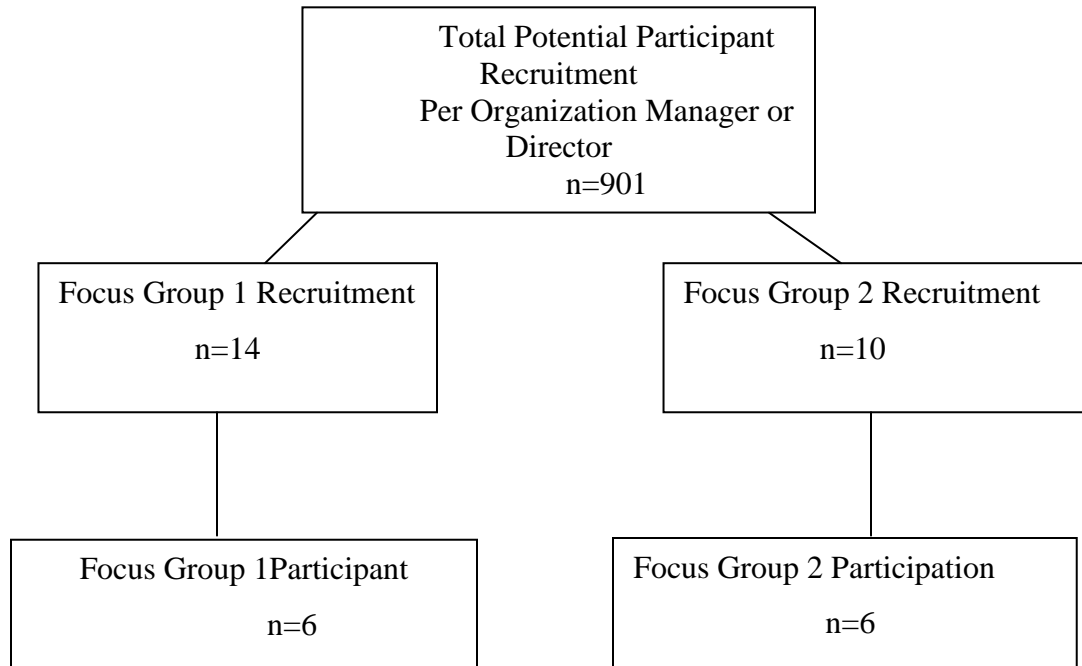 Total Potential Participant
Recruitment
Per Organization Manager or
Director
n=901
Focus Group 1 Recruitment
n=14
Focus Group 2 Recruitment
n=10
Focus Group 1Participant
n=6
Focus Group 2 Participation
n=6